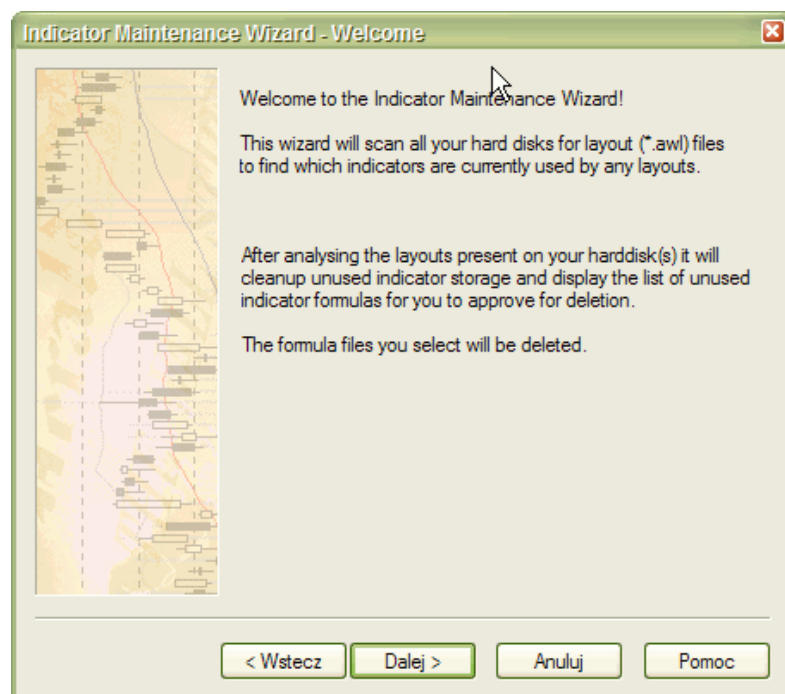 Indicator Maintenance Wizard - Welcome
Welcome to the Indicator Maintenance Wizard!
This wizard will scan all your hard disks for layout (*.awl) files
to find which indicators are currently used by any layouts.
After analysing the layouts present on your harddisk(s) it will
cleanup unused indicator storage and display the list of unused
indicator formulas for you to approve for deletion.
The formula files you select will be deleted.
< Wstecz Dalej > Anuluj Pomoc